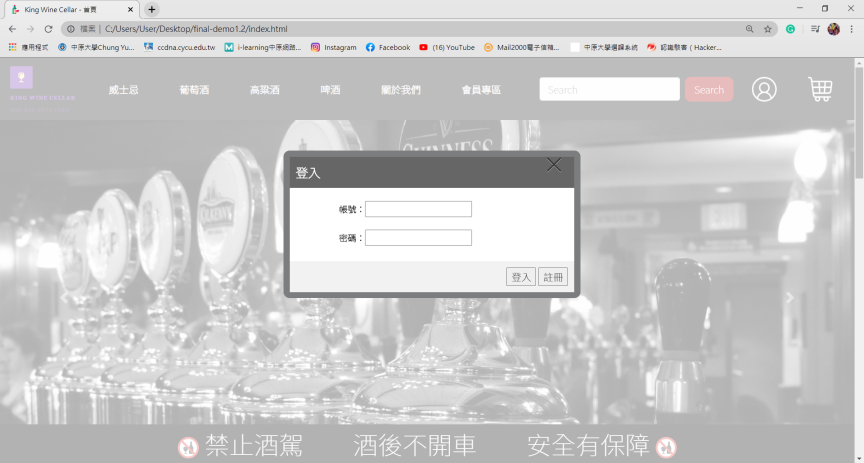 King Wine Cellar - 首頁
檔案 | C:/Users/User/Desktop/final-demo1.2/index.html
應用程式 中原大學Chung Yu... ccdna.cycu.edu.tw i-learning中原網路... Instagram Facebook (16) YouTube Mail2000電子信箱... 中原大學選課系統 認識駭客 ( Hacker...
KING WINE CELLAR
威士忌 葡萄酒 高粱酒 啤酒 關於我們 會員專區 Search Search
GUINNESS
KILKENNY
登入
帳號：
密碼：
登入 註冊
禁止酒駕 酒後不開車 安全有保障